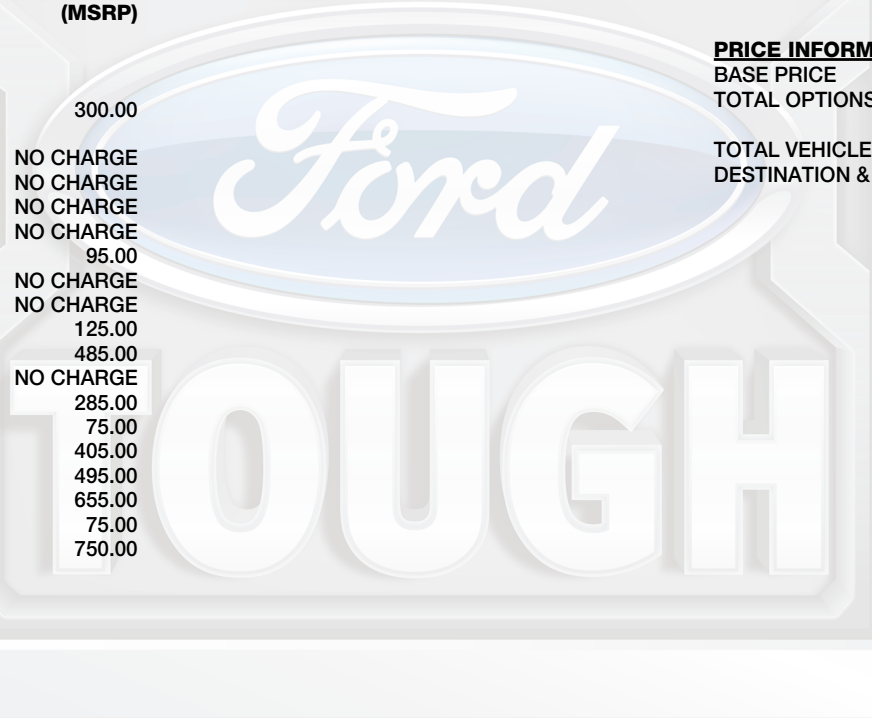 (MSRP)
300.00
NO CHARGE
NO CHARGE
NO CHARGE
NO CHARGE
95.00
NO CHARGE
NO CHARGE
125.00
485.00
NO CHARGE
285.00
75.00
405.00
495.00
655.00
75.00
750.00
PRICE INFORM
BASE PRICE
TOTAL OPTIONS
TOTAL VEHICLE
DESTINATION &
Ford
TOUGH